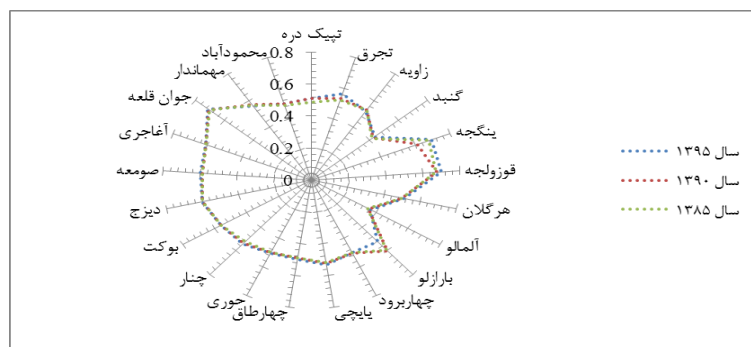 تپیک دره
تجرق
زاویه
گنبد
ینگجه
قوزولجه
هرگلان
آلمالو
بارازلو
چهاربرود
یایچی
چهارطاق
حوری
چنار
بوکت
دیزج
صومعه
آغاجری
جوان قلعه
مهماندار
محمودآباد
0.8
0.6
0.4
0.2
0
سال ۱۳۹۵
سال ۱۳۹۰
سال ۱۳۸۵